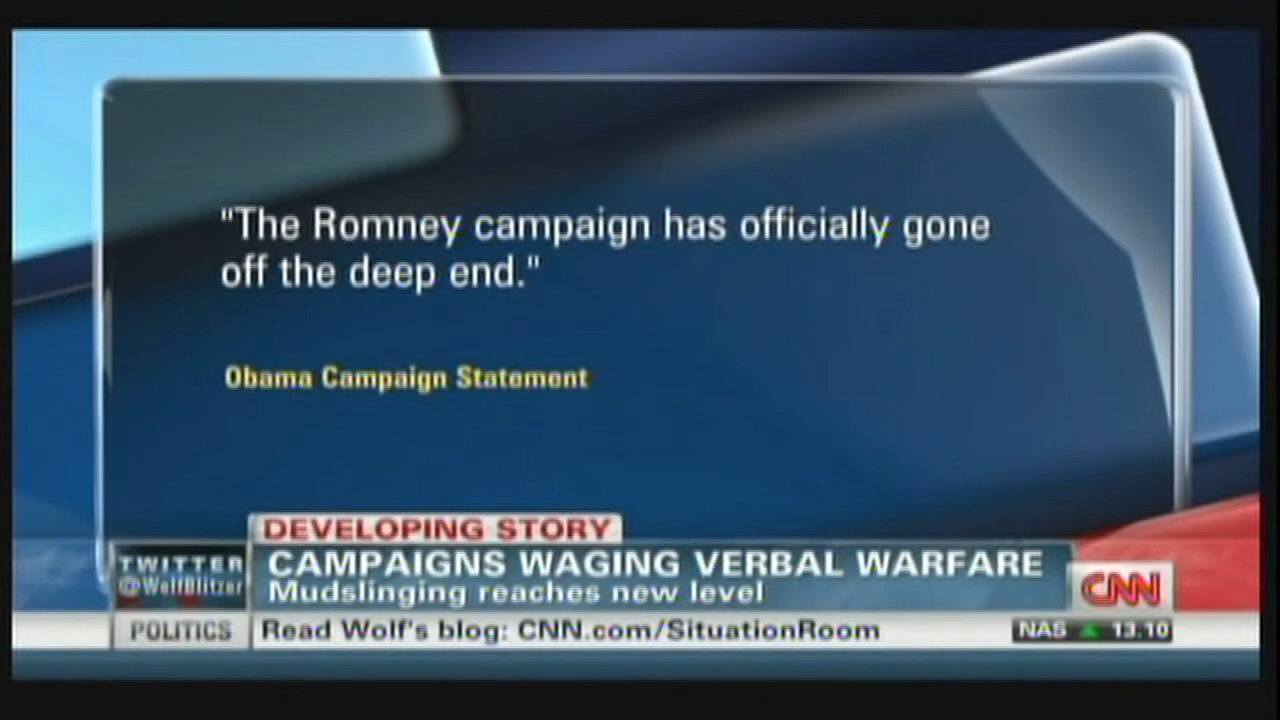 "The Romney campaign has officially gone
off the deep end."
Obama Campaign Statement
DEVELOPING STORY
TWITTER
@WolfBlitzer
CAMPAIGNS WAGING VERBAL WARFARE
Mudslinging reaches new level
CNN
POLITICS
Read Wolf's blog: CNN.com/SituationRoom
NAS ▲ 13.10